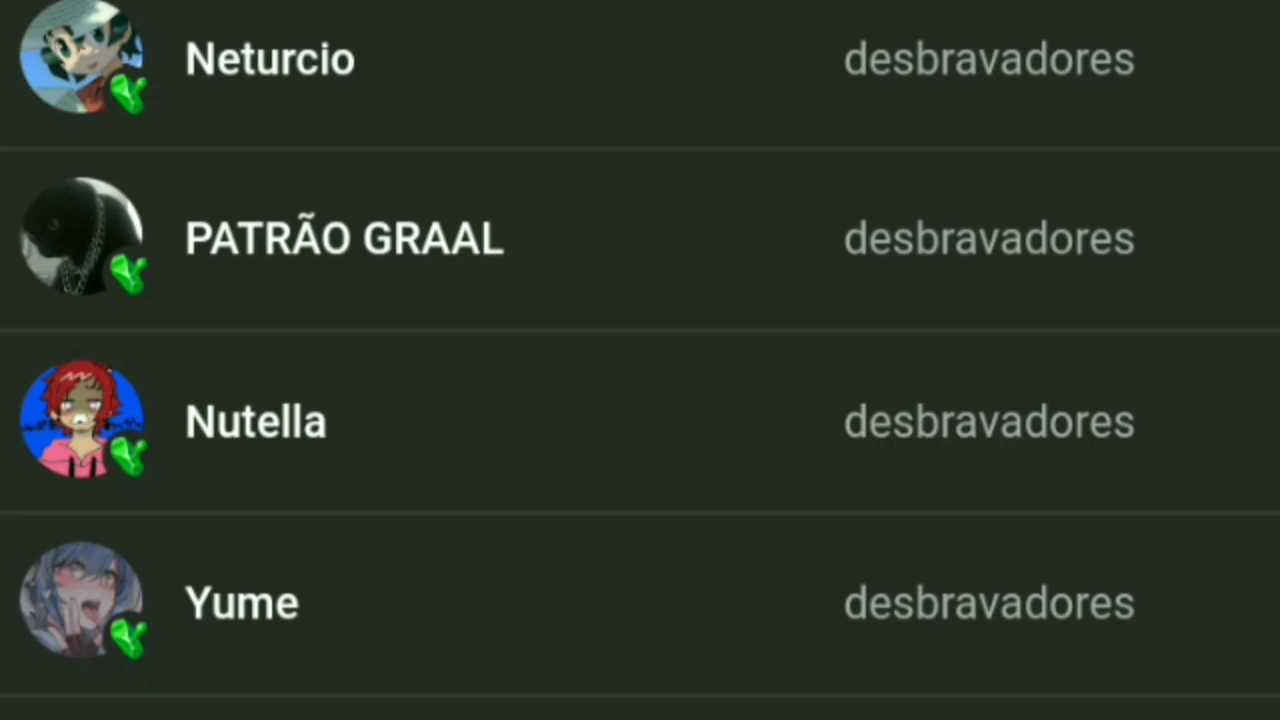 Neturcio desbravadores
PATRÃO GRAAL desbravadores
Nutella desbravadores
Yume desbravadores